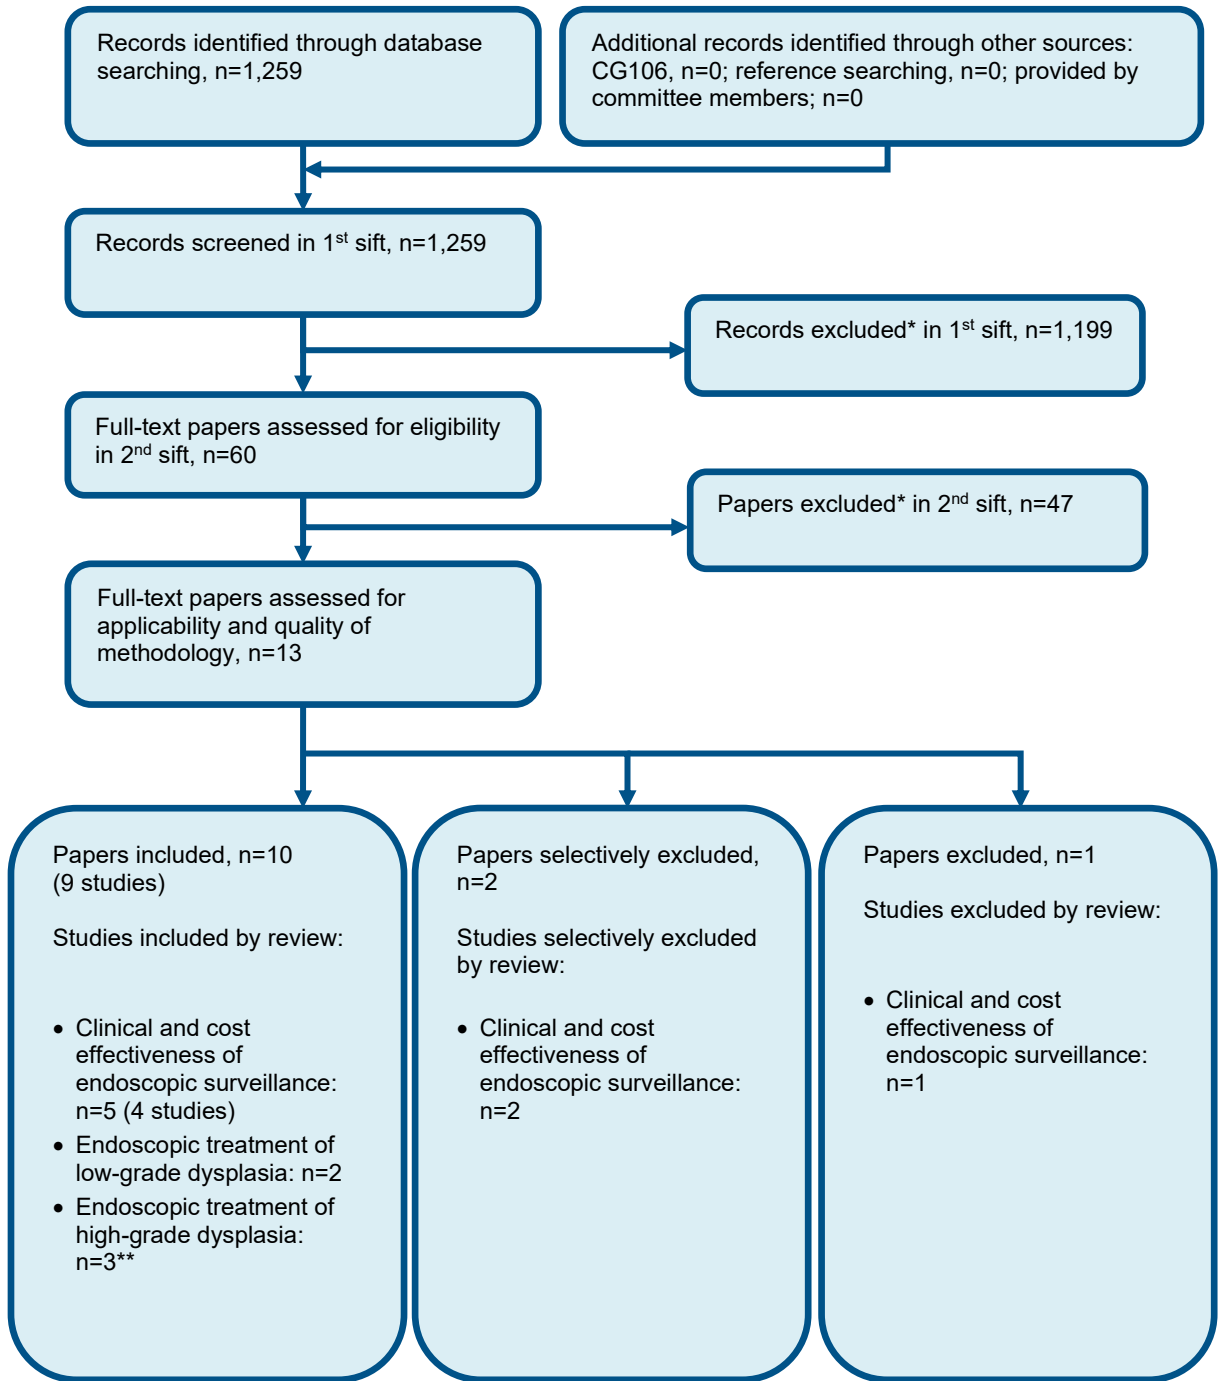 Records identified through database
searching, n=1,259
Additional records identified through other sources:
CG106, n=0; reference searching, n=0; provided by
committee members; n=0
Records screened in 1st sift, n=1,259
Records excluded* in 1st sift, n=1,199
Full-text papers assessed for eligibility
in 2nd sift, n=60
Papers excluded* in 2nd sift, n=47
Full-text papers assessed for
applicability and quality of
methodology, n=13
Papers included, n=10
(9 studies)
Studies included by review:
• Clinical and cost
effectiveness of
endoscopic surveillance:
n=5 (4 studies)
• Endoscopic treatment of
low-grade dysplasia: n=2
• Endoscopic treatment of
high-grade dysplasia:
n=3**
Papers selectively excluded,
n=2
Studies selectively excluded
by review:
• Clinical and cost
effectiveness of
endoscopic surveillance:
n=2
Papers excluded, n=1
Studies excluded by review:
• Clinical and cost
effectiveness of
endoscopic surveillance:
n=1